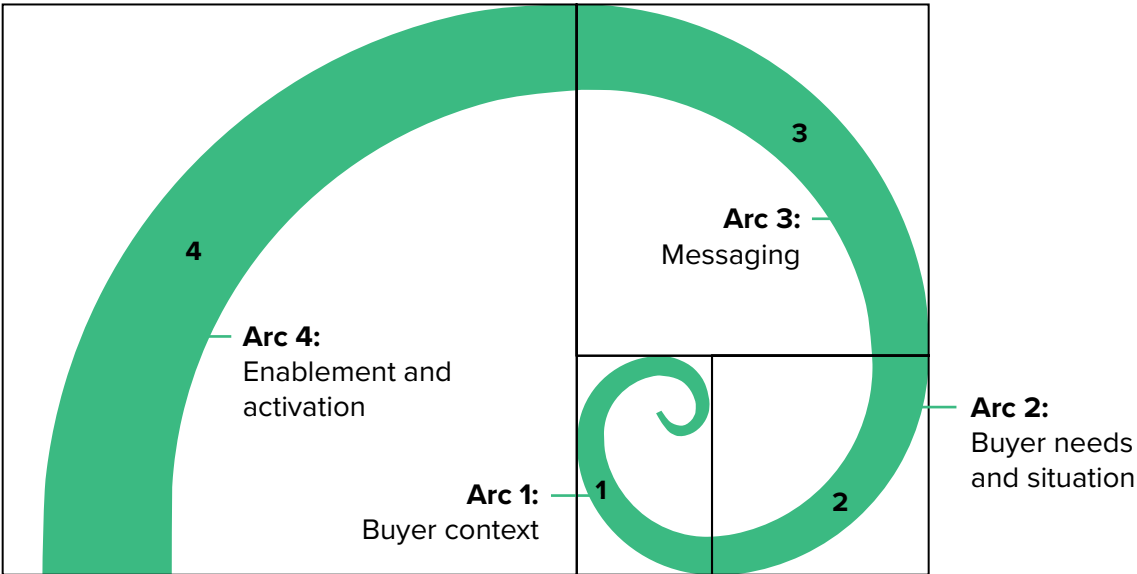 3
Arc 3:
Messaging
4
Arc 4:
Enablement and
activation
Arc 2:
Buyer needs
and situation
Arc 1:
Buyer context
1
2